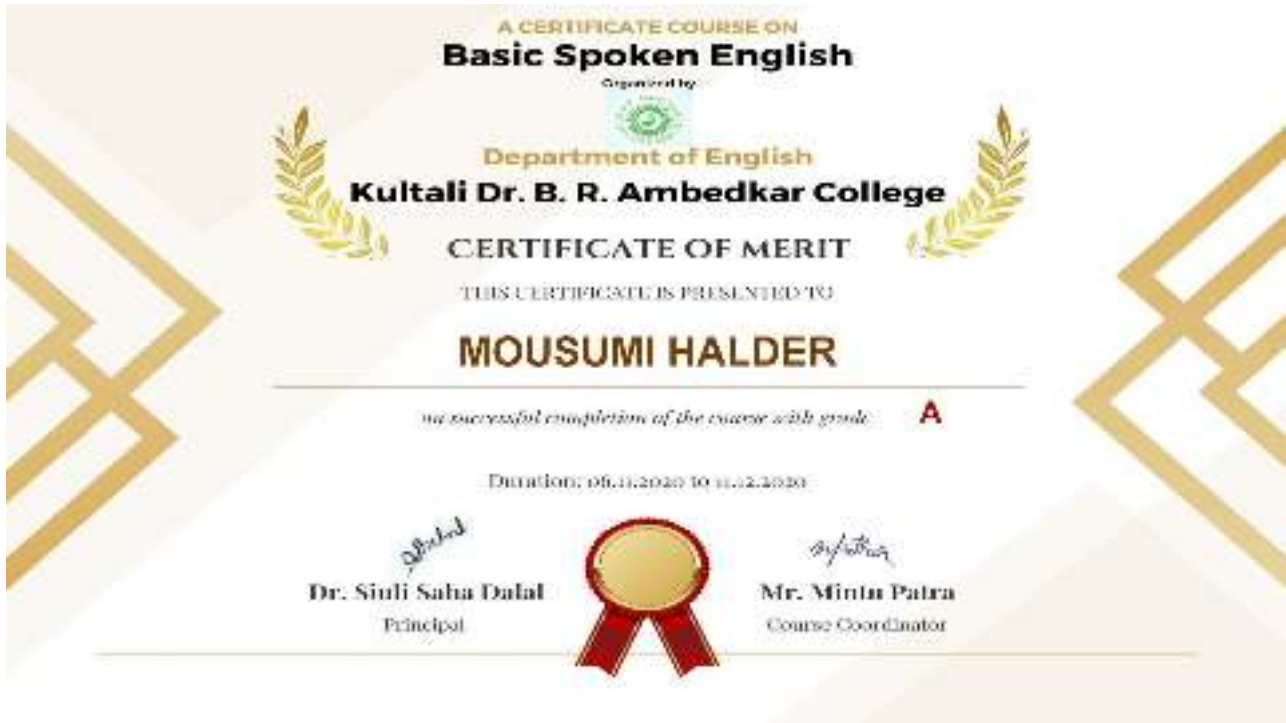 A CERTIFICATE COURSE ON
Basic Spoken English
Organized by
Department of English
Kultali Dr. B. R. Ambedkar College
CERTIFICATE OF MERIT
THIS CERTIFICATE IS PRESENTED TO
MOUSUMI HALDER
on successful completion of the course with grade A
Duration: 06.11.2020 to 11.12.2020
Dr. Siuli Saha Dalal
Principal
Mr. Mintu Patra
Course Coordinator